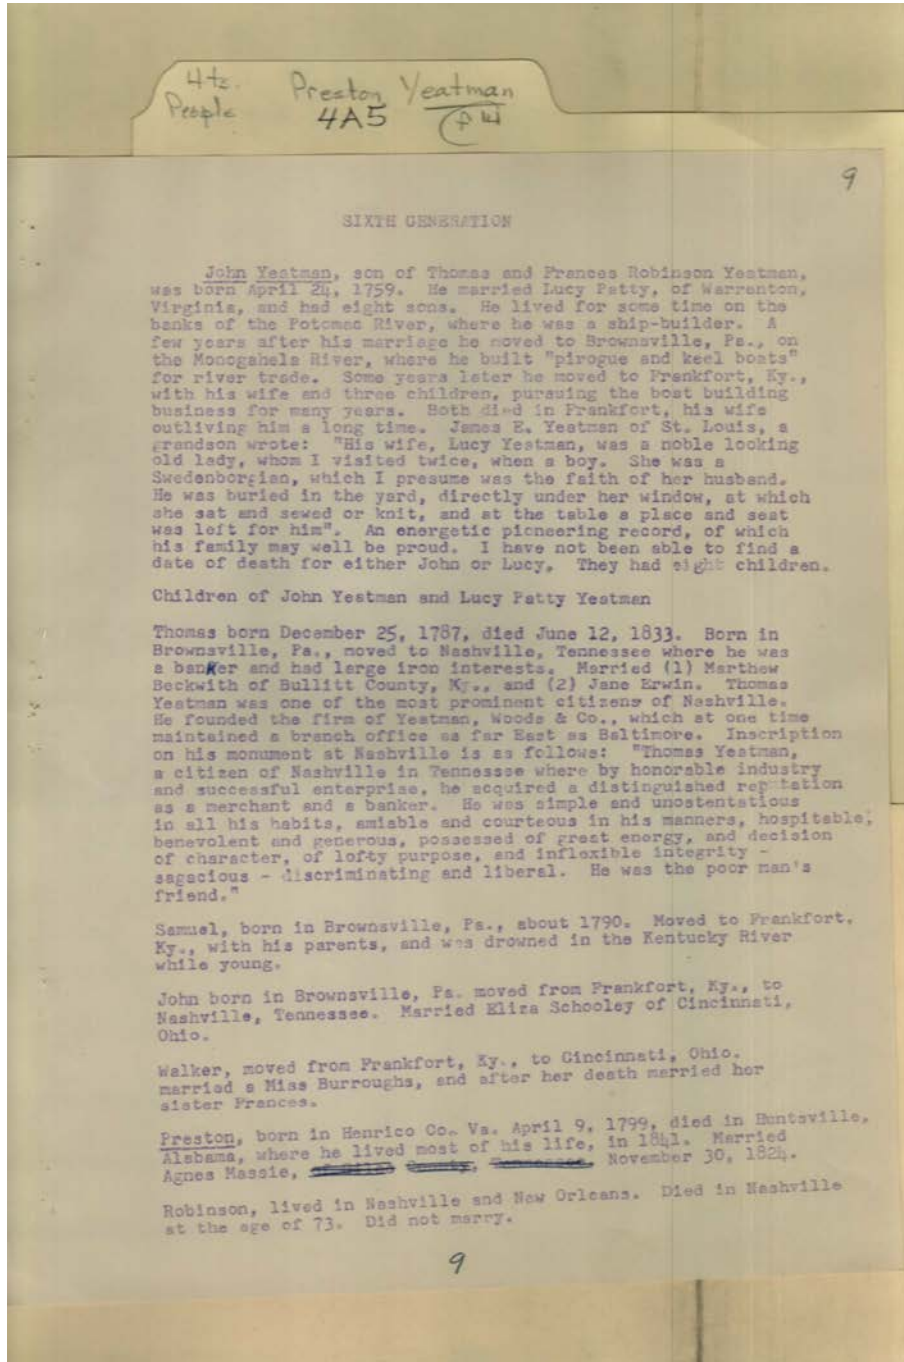 4tz.
People
Preston Yeatman
4A5
9
SIXTH GENERATION
John Yeatman, son of Thomas and Frances Robinson Yeatman,
was born April 24, 1759. He married Lucy Patty, of Warrenton,
Virginia, and had eight sons. He lived for some time on the
banks of the Potomac River, where he was a ship-builder. A
few years after his marriage he moved to Brownsville, Pa., on
the Monogahela River, where he built "pirogue and keel boats"
for river trade. Some years later he moved to Frankfort, Ky.,
with his wife and three children, pursuing the boat building
business for many years. Both died in Frankfort, his wife
outliving him a long time. James E. Yeatman of St. Louis, a
grandson wrote: "His wife, Lucy Yeatman, was a noble looking
old lady, whom I visited twice, when a boy. She was a
Swedenborgian, which I presume was the faith of her husband.
He was buried in the yard, directly under her window, at which
she sat and sewed or knit, and at the table a place and seat
was left for him". An energetic pioneering record, of which
his family may well be proud. I have not been able to find a
date of death for either John or Lucy. They had eight children.
Children of John Yeatman and Lucy Patty Yeatman
Thomas born December 25, 1787, died June 12, 1833. Born in
Brownsville, Pa., moved to Nashville, Tennessee where he was
a banker and had large iron interests. Married (1) Marthew
Beckwith of Bullitt County, Ky., and (2) Jane Erwin. Thomas
Yeatman was one of the most prominent citizens of Nashville.
He founded the firm of Yeatman, Woods & Co., which at one time
maintained a branch office as far East as Baltimore. Inscription
on his monument at Nashville is as follows: "Thomas Yeatman,
a citizen of Nashville in Tennessse where by honorable industry
and successful enterprise, he acquired a distinguished reputation
as a merchant and a banker. He was simple and unostentatious
in all his habits, amiable and courteous in his manners, hospitable;
benevolent and generous, possessed of great energy, and decision
of character, of lofty purpose, and inflexible integrity -
sagacious - discriminating and liberal. He was the poor man's
friend."
Samuel, born in Brownsville, Pa., about 1790. Moved to Frankfort,
Ky., with his parents, and was drowned in the Kentucky River
while young.
John born in Brownsville, Pa. moved from Frankfort, Ky., to
Nashville, Tennessee. Married Eliza Schooley of Cincinnati,
Ohio.
Walker, moved from Frankfort, Ky., to Cincinnati, Ohio.
married a Miss Burroughs, and after her death married her
sister Frances.
Preston, born in Henrico Co. Va. April 9, 1799, died in Huntsville,
Alabama, where he lived most of his life, in 1841. Married
Agnes Massie, November 30, 1824.
Robinson, lived in Nashville and New Orleans. Died in Nashville
at the age of 73. Did not marry.
9